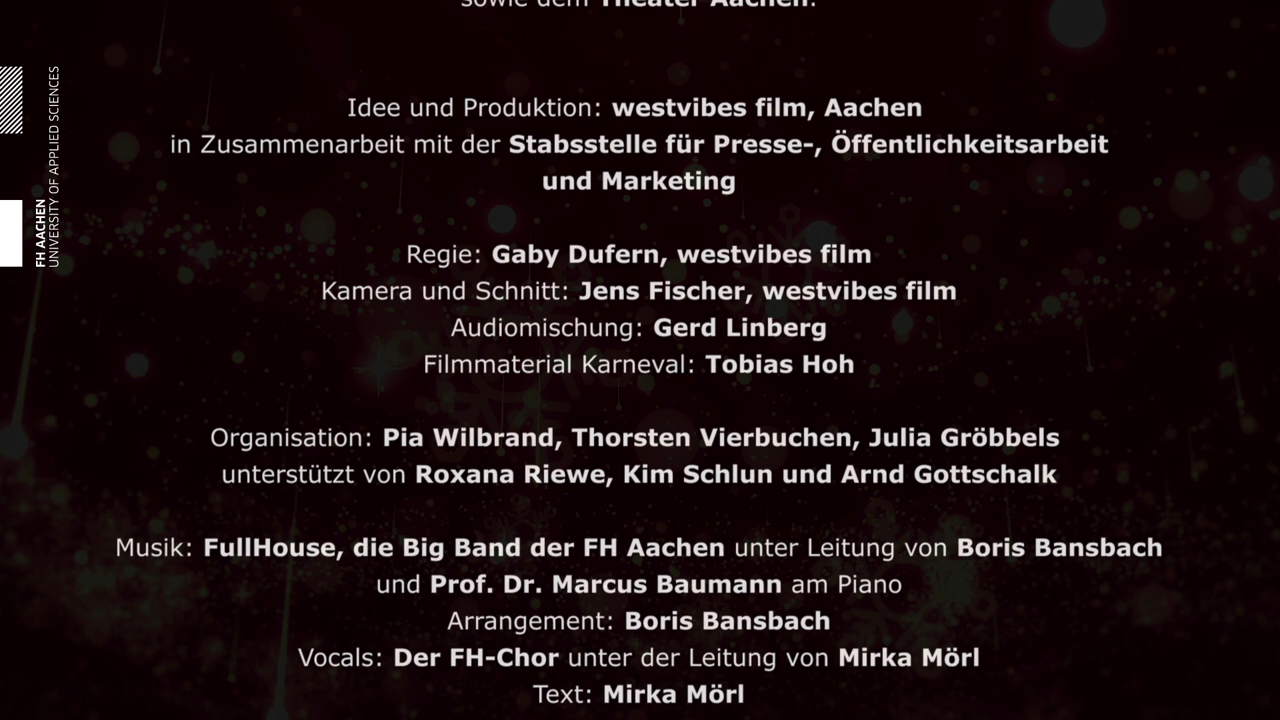 sowie dem Theater Aachen.
Idee und Produktion: westvibes film, Aachen
in Zusammenarbeit mit der Stabsstelle für Presse-, Öffentlichkeitsarbeit
und Marketing
Regie: Gaby Dufern, westvibes film
Kamera und Schnitt: Jens Fischer, westvibes film
Audiomischung: Gerd Linberg
Filmmaterial Karneval: Tobias Hoh
Organisation: Pia Wilbrand, Thorsten Vierbuchen, Julia Gröbbels
unterstützt von Roxana Riewe, Kim Schlun und Arnd Gottschalk
Musik: FullHouse, die Big Band der FH Aachen unter Leitung von Boris Bansbach
und Prof. Dr. Marcus Baumann am Piano
Arrangement: Boris Bansbach
Vocals: Der FH-Chor unter der Leitung von Mirka Mörl
Text: Mirka Mörl
FH AACHEN
UNIVERSITY OF APPLIED SCIENCES